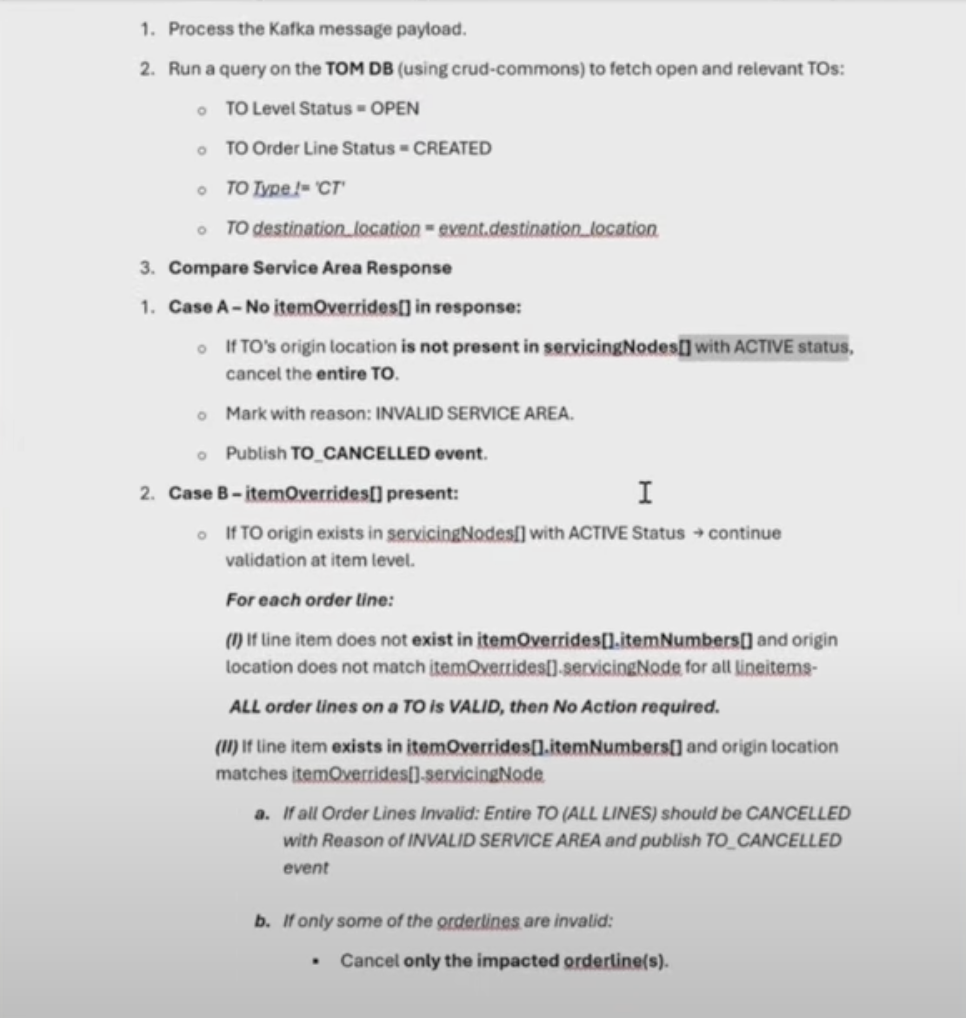 1. Process the Kafka message payload.
2. Run a query on the TOM DB (using crud-commons) to fetch open and relevant TOs:
o TO Level Status = OPEN
o TO Order Line Status = CREATED
o TO Type != 'CT'
o TO destination_location = event.destination_location
3. Compare Service Area Response
1. Case A – No itemOverrides[] in response:
o If TO's origin location is not present in servicingNodes[] with ACTIVE status,
cancel the entire TO.
o Mark with reason: INVALID SERVICE AREA.
o Publish TO_CANCELLED event.
2. Case B – itemOverrides[] present:
o If TO origin exists in servicingNodes[] with ACTIVE Status → continue
validation at item level.
For each order line:
(I) If line item does not exist in itemOverrides[].itemNumbers[] and origin
location does not match itemOverrides[].servicingNode for all lineitems-
ALL order lines on a TO is VALID, then No Action required.
(II) If line item exists in itemOverrides[].itemNumbers[] and origin location
matches itemOverrides[].servicingNode
a. If all Order Lines Invalid: Entire TO (ALL LINES) should be CANCELLED
with Reason of INVALID SERVICE AREA and publish TO_CANCELLED
event
b. If only some of the orderlines are invalid:
▪ Cancel only the impacted orderline(s).